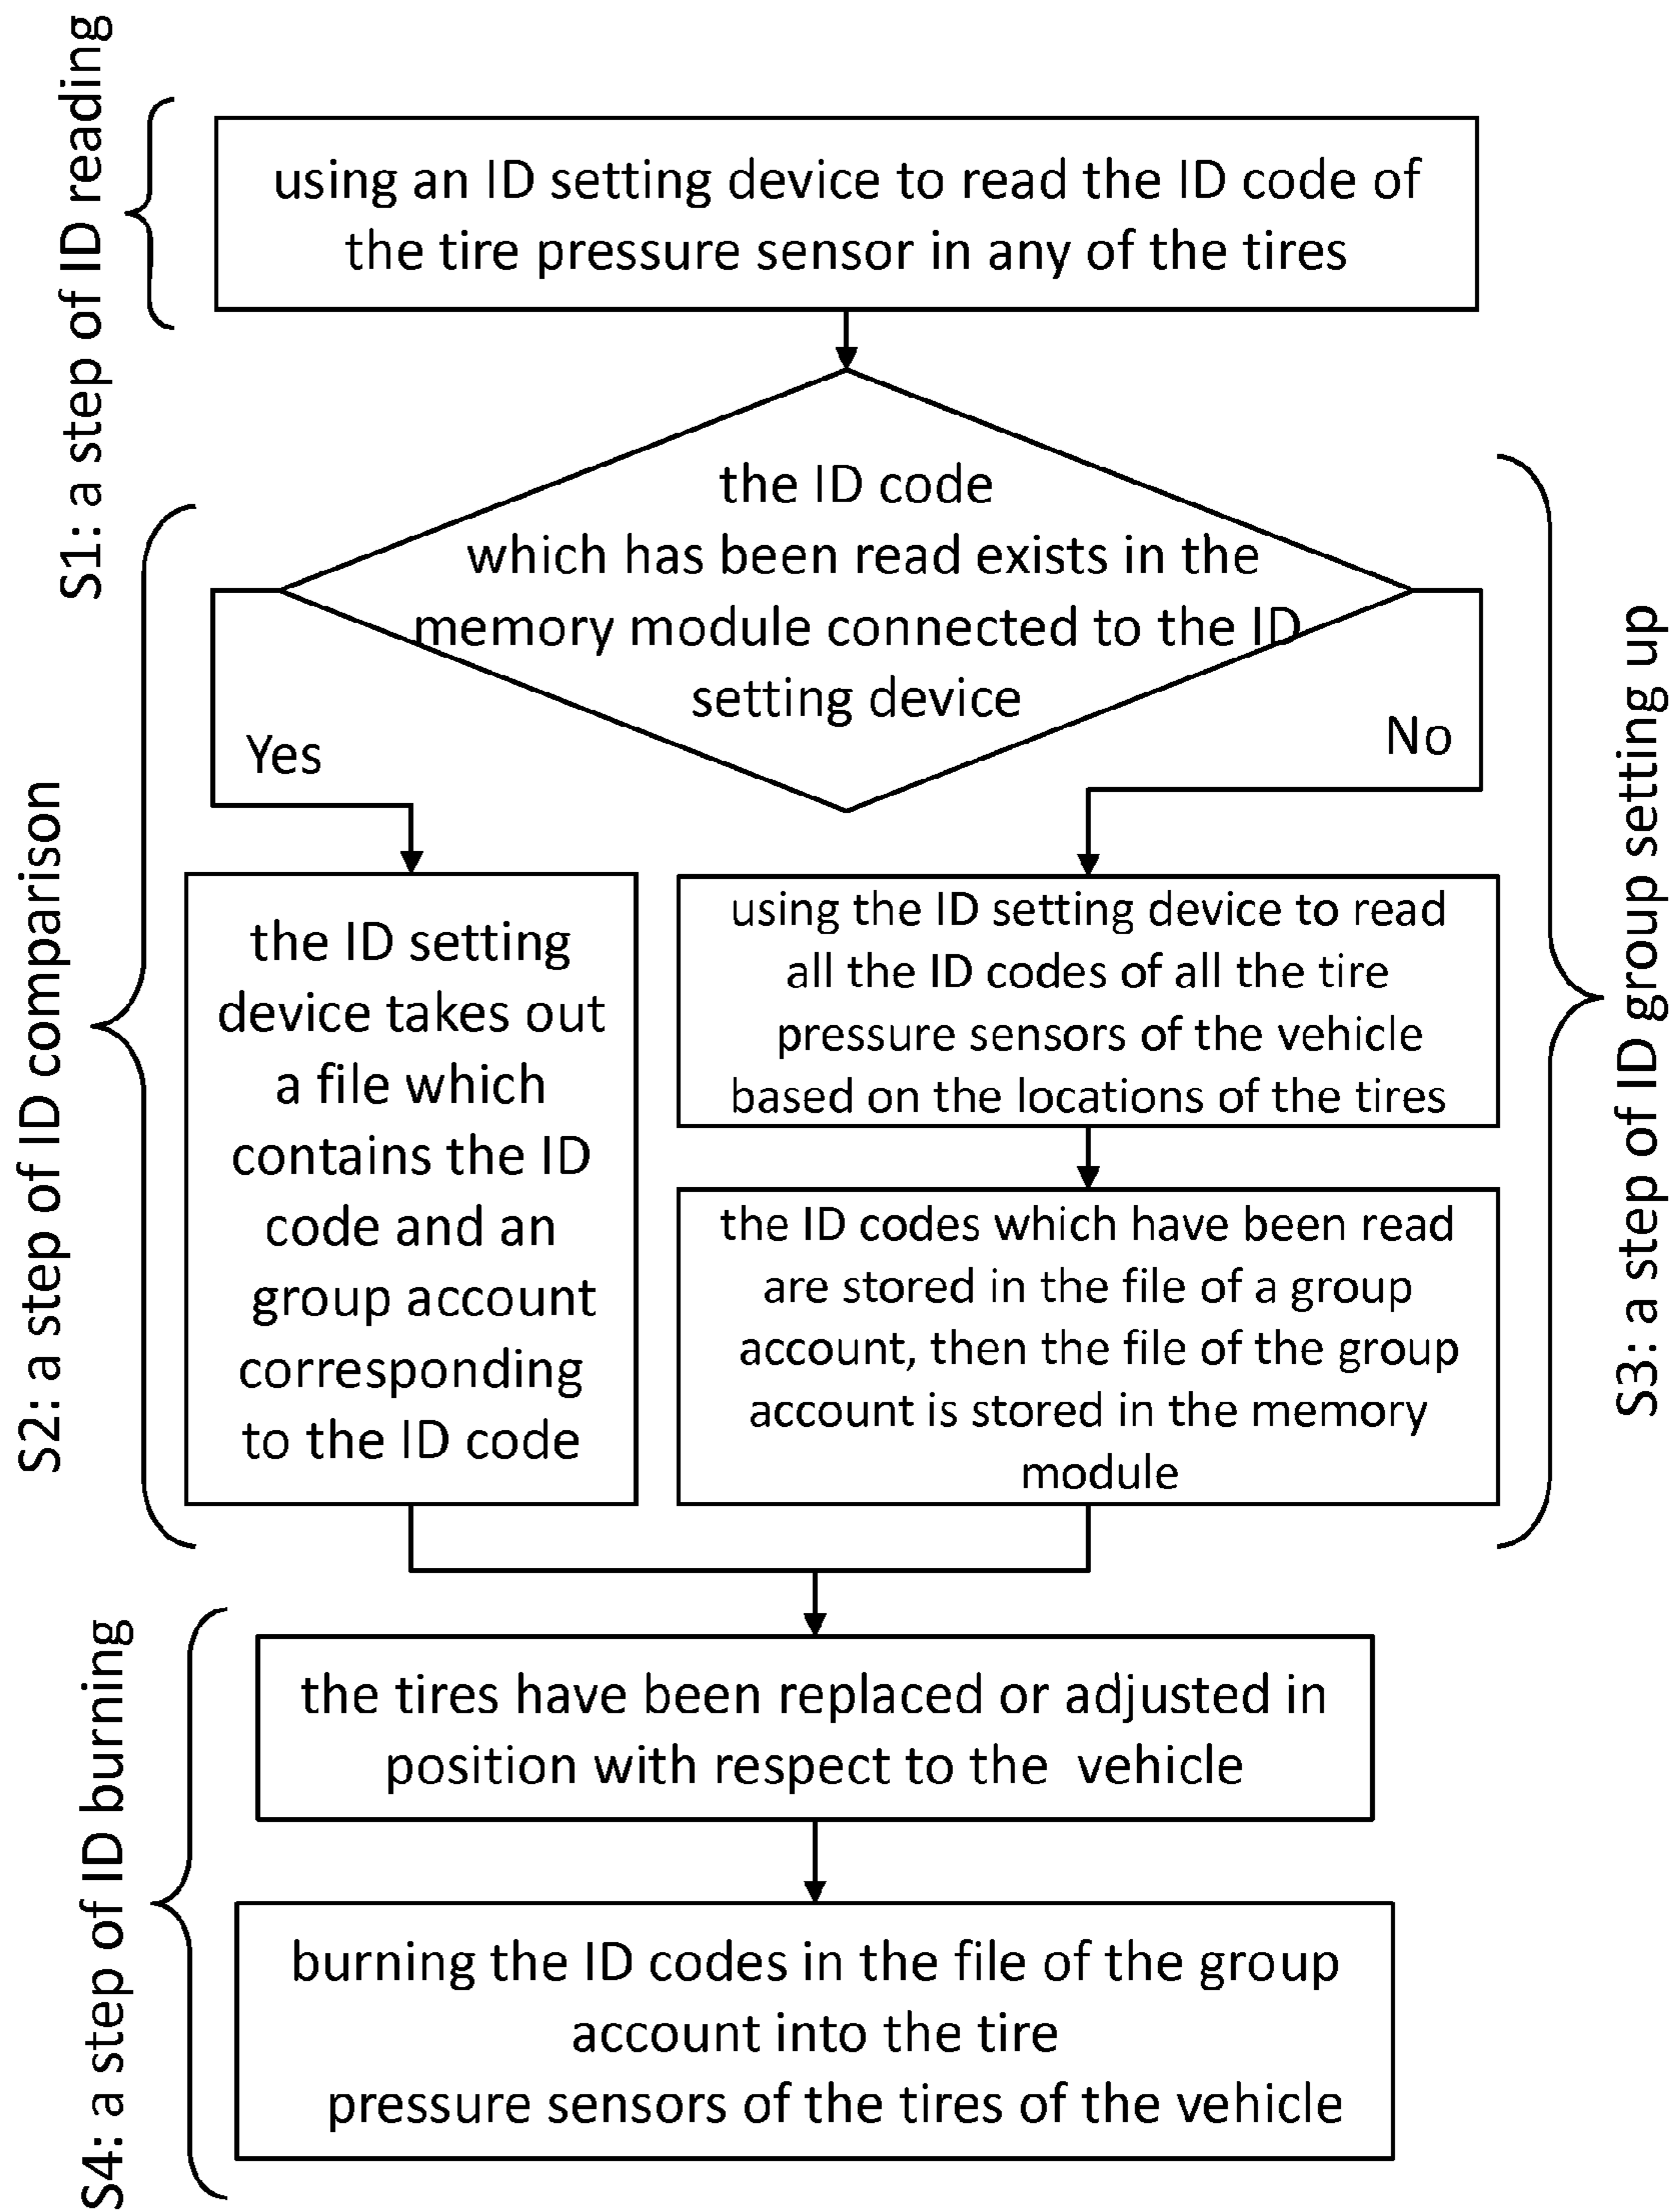 S1: a step of ID reading
using an ID setting device to read the ID code of
the tire pressure sensor in any of the tires
the ID code
which has been read exists in the
memory module connected to the ID
setting device
Yes
No
S2: a step of ID comparison
the ID setting
device takes out
a file which
contains the ID
code and an
group account
corresponding
to the ID code
using the ID setting device to read
all the ID codes of all the tire
pressure sensors of the vehicle
based on the locations of the tires
the ID codes which have been read
are stored in the file of a group
account, then the file of the group
account is stored in the memory
module
S3: a step of ID group setting up
S4: a step of ID burning
the tires have been replaced or adjusted in
position with respect to the vehicle
burning the ID codes in the file of the group
account into the tire
pressure sensors of the tires of the vehicle